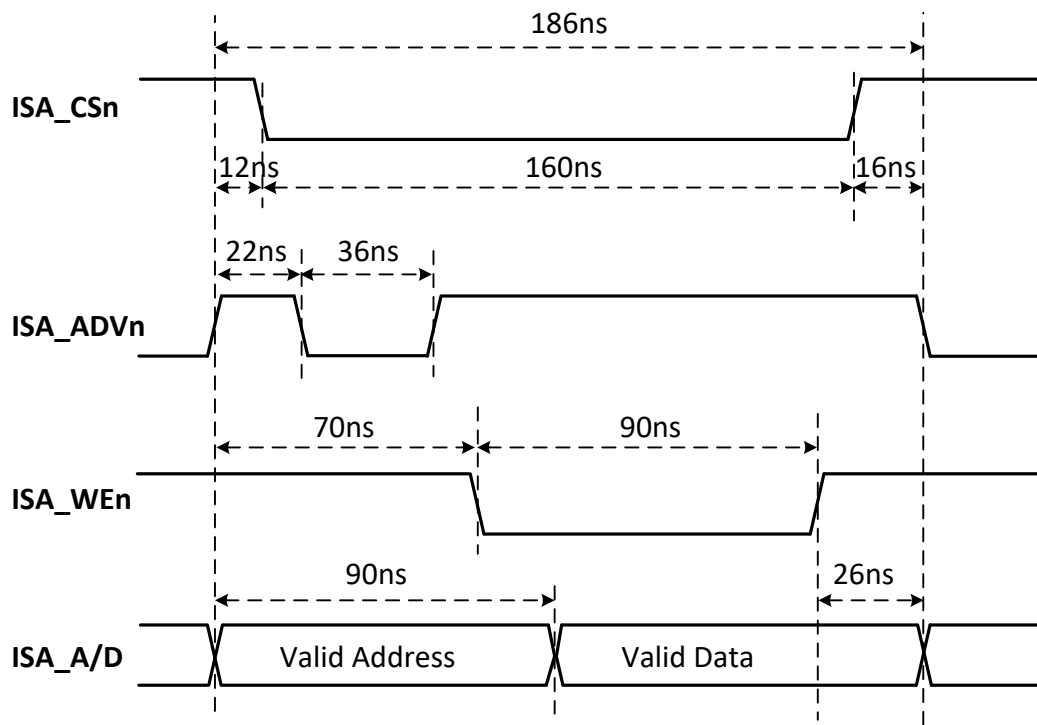 186ns
ISA_CSn
12ns 160ns 16ns
22ns 36ns
ISA_ADVn
70ns 90ns
ISA_WEn
90ns 26ns
ISA_A/D Valid Address Valid Data